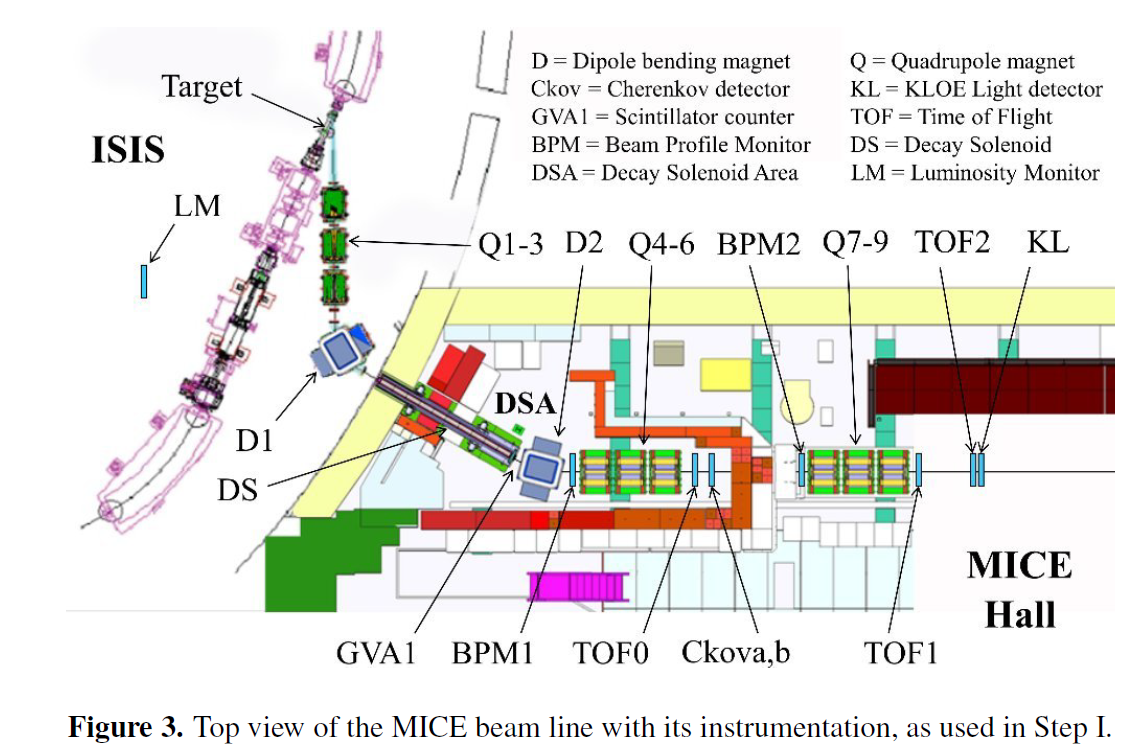 D = Dipole bending magnet
Q = Quadrupole magnet
Target
Ckov = Cherenkov detector
KL = KLOE Light detector
GVA1 = Scintillator counter
TOF = Time of Flight
ISIS
BPM = Beam Profile Monitor
DS = Decay Solenoid
DSA = Decay Solenoid Area
LM = Luminosity Monitor
LM
Q1-3
D2
Q4-6
BPM2
Q7-9
TOF2
KL
DSA
D1
DS
MICE
Hall
GVA1
BPM1
TOF0
Ckova,b
TOF1
Figure 3. Top view of the MICE beam line with its instrumentation, as used in Step I.